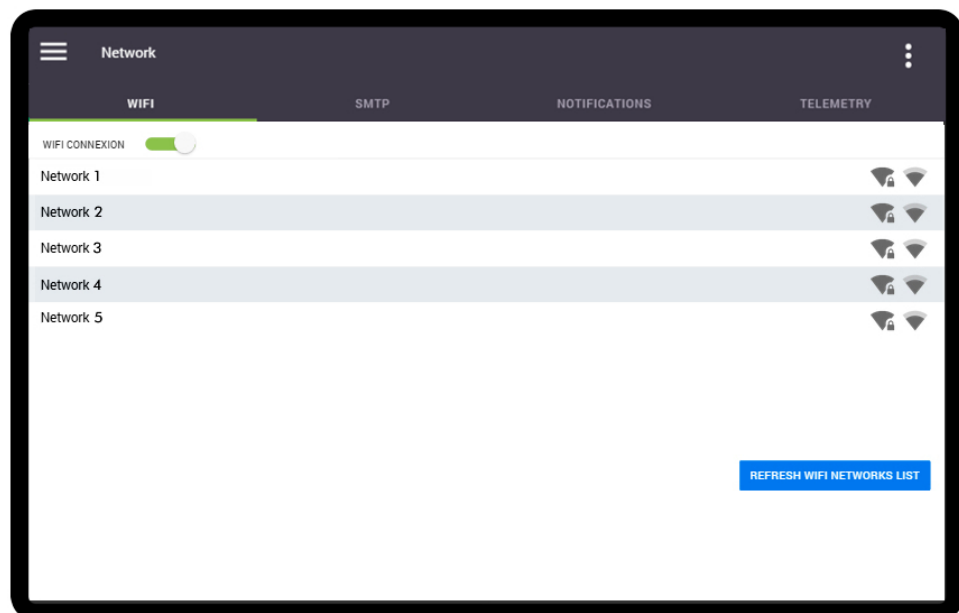 Network
WIFI SMTP NOTIFICATIONS TELEMETRY
WIFI CONNEXION
Network 1
Network 2
Network 3
Network 4
Network 5
REFRESH WIFI NETWORKS LIST